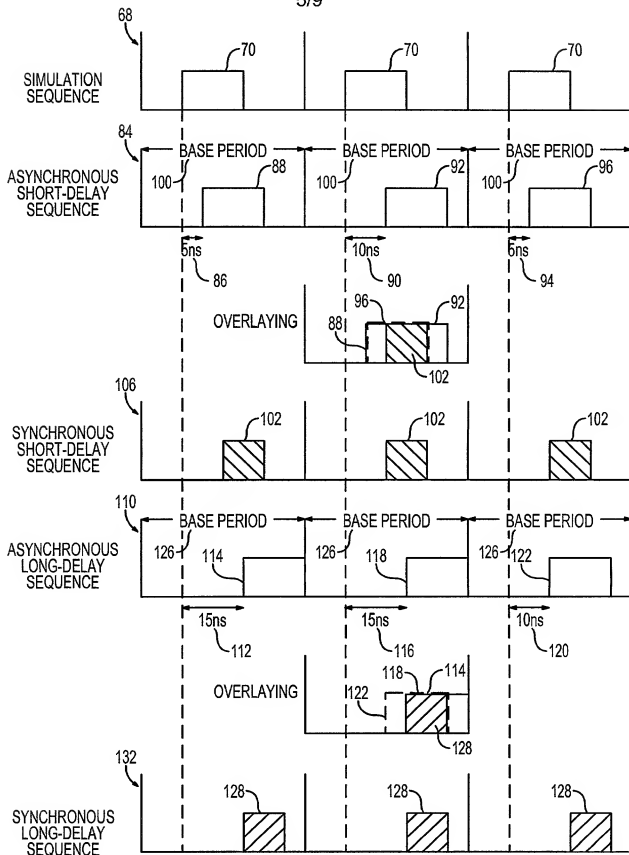 5/9
68
70 70 70
SIMULATION
SEQUENCE
84
BASE PERIOD BASE PERIOD BASE PERIOD
100 88 100 92 100 96
ASYNCHRONOUS
SHORT-DELAY
SEQUENCE
5ns 10ns 5ns
86 90 94
OVERLAYING
96 92
88
102
106
102 102 102
SYNCHRONOUS
SHORT-DELAY
SEQUENCE
110
BASE PERIOD BASE PERIOD BASE PERIOD
126 114 126 118 126 122
ASYNCHRONOUS
LONG-DELAY
SEQUENCE
15ns 15ns 10ns
112 116 120
OVERLAYING
118 114
122
128
132
128 128 128
SYNCHRONOUS
LONG-DELAY
SEQUENCE